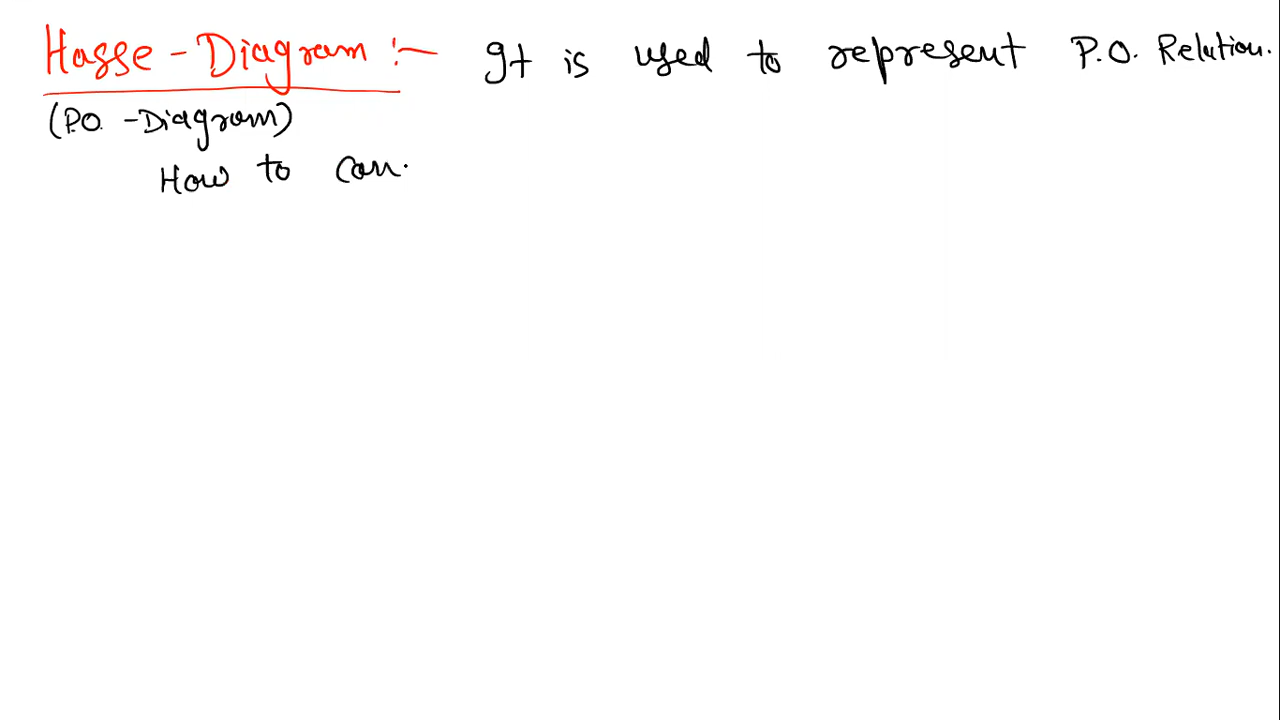 Hasse - Diagram :- It is used to represent P.O. Relation.
(P.O. - Diagram)
How to con